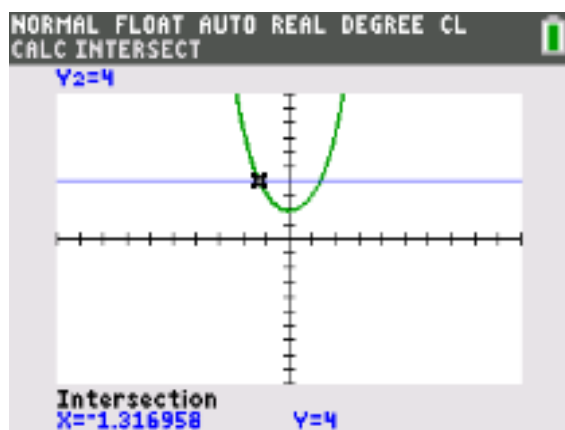 NORMAL FLOAT AUTO REAL DEGREE CL
CALC INTERSECT
Y₂=4
Intersection
X=⁻1.316958 Y=4